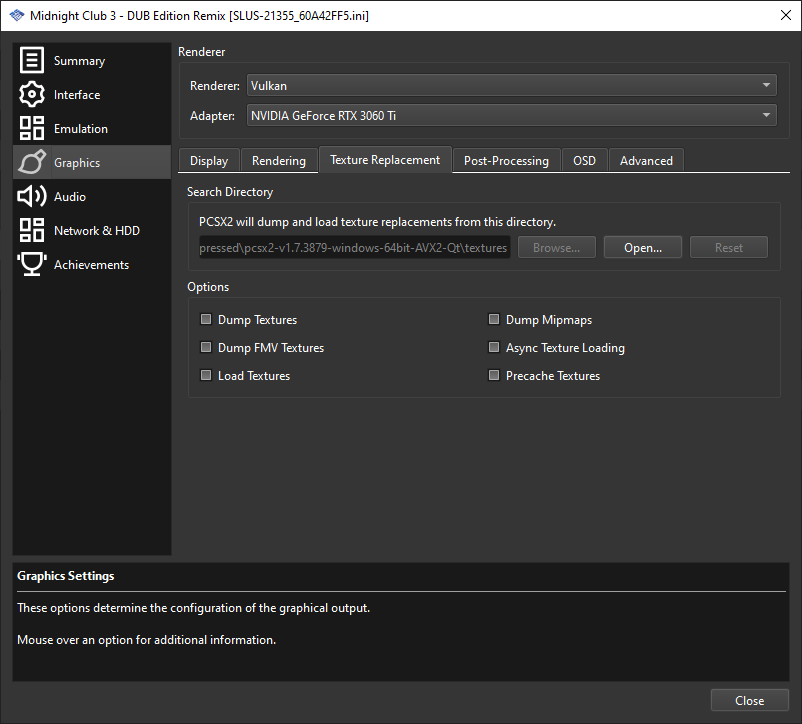 Midnight Club 3 - DUB Edition Remix [SLUS-21355_60A42FF5.ini]
Summary
Interface
Emulation
Graphics
Audio
Network & HDD
Achievements
Renderer
Renderer: Vulkan
Adapter: NVIDIA GeForce RTX 3060 Ti
Display Rendering Texture Replacement Post-Processing OSD Advanced
Search Directory
PCSX2 will dump and load texture replacements from this directory.
pressed\pcsx2-v1.7.3879-windows-64bit-AVX2-Qt\textures Browse... Open... Reset
Options
Dump Textures Dump Mipmaps
Dump FMV Textures Async Texture Loading
Load Textures Precache Textures
Graphics Settings
These options determine the configuration of the graphical output.
Mouse over an option for additional information.
Close